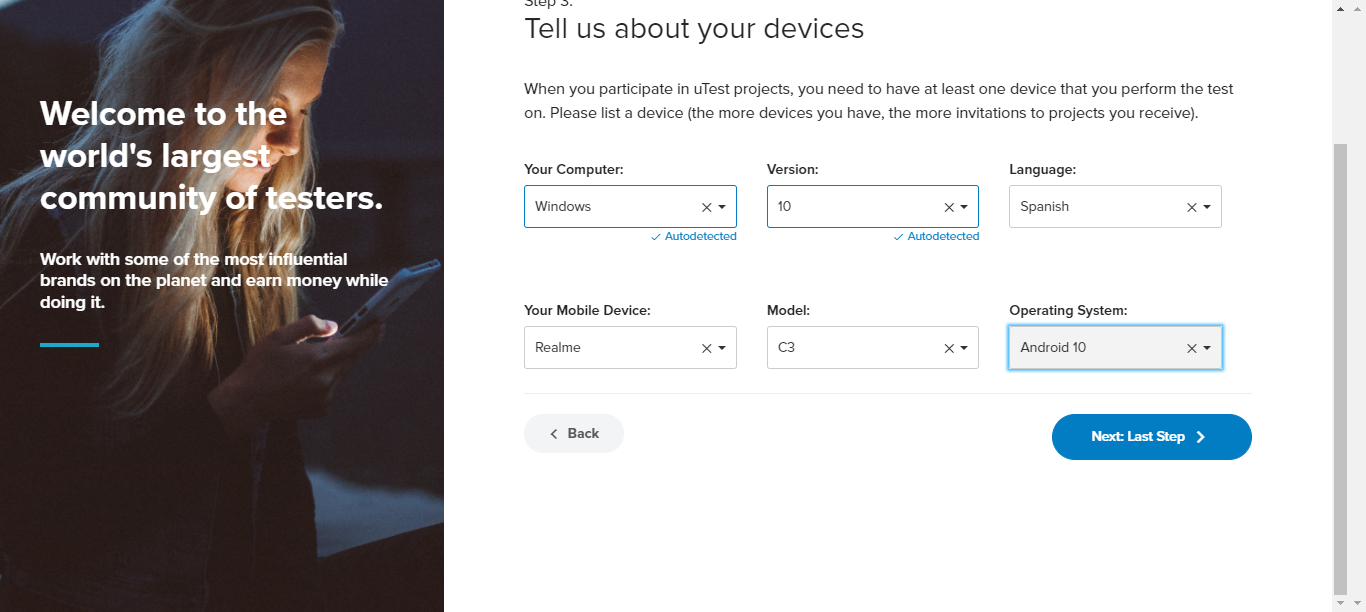 Step 3:
Tell us about your devices
Welcome to the
world's largest
community of testers.
Work with some of the most influential
brands on the planet and earn money while
doing it.
When you participate in uTest projects, you need to have at least one device that you perform the test
on. Please list a device (the more devices you have, the more invitations to projects you receive).
Your Computer: Version: Language:
Windows 10 Spanish
Autodetected Autodetected
Your Mobile Device: Model: Operating System:
Realme C3 Android 10
Back Next: Last Step